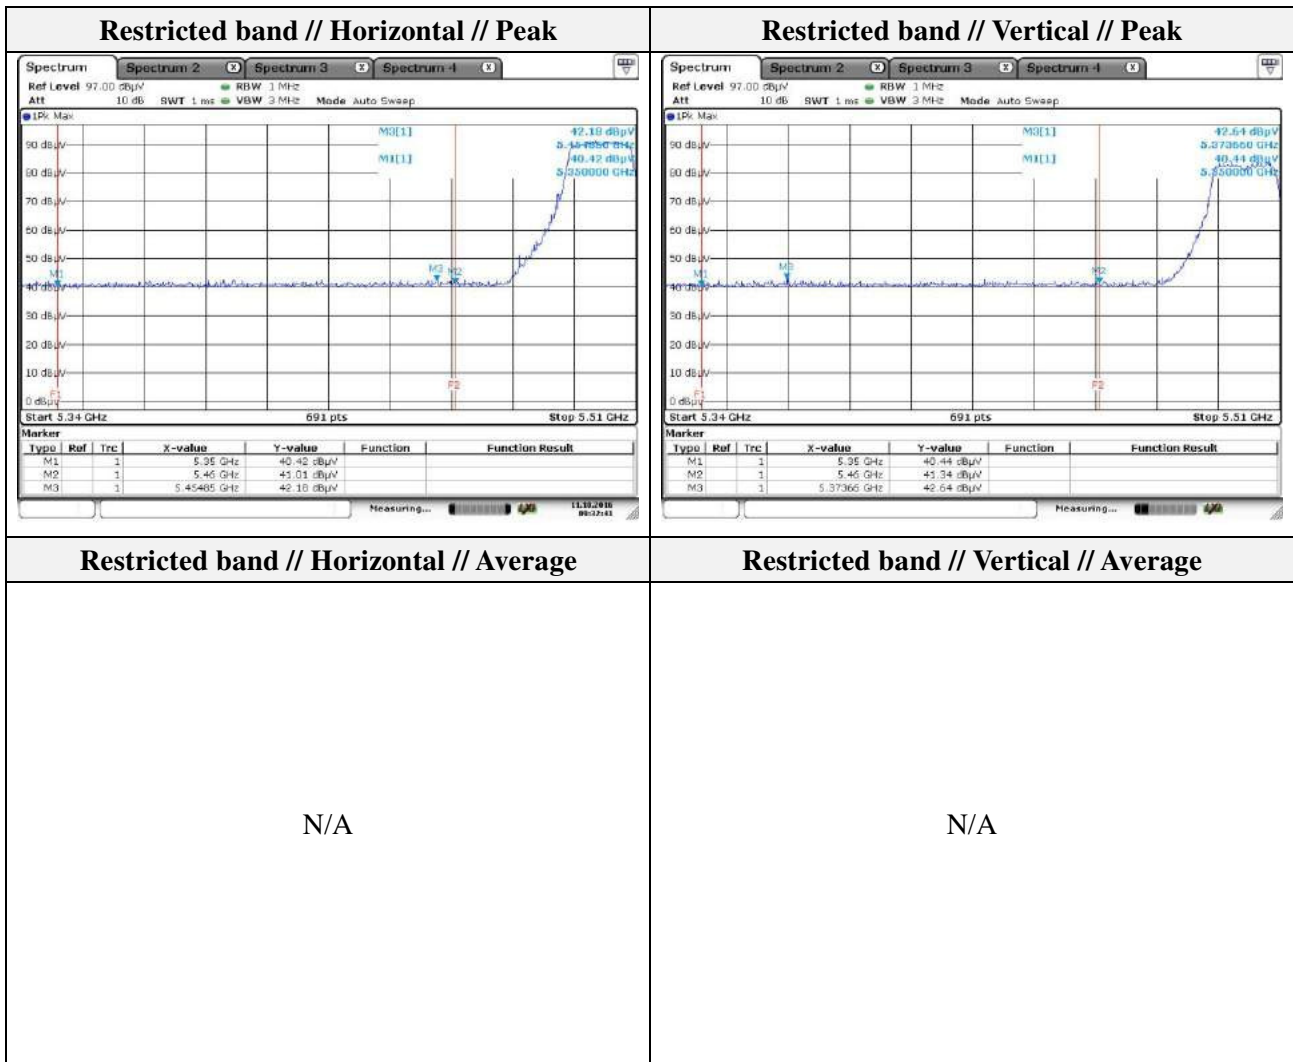 Restricted band // Horizontal // Peak
Restricted band // Vertical // Peak
Spectrum Spectrum 2 Spectrum 3 Spectrum 4
Ref Level 97.00 dBµV RBW 1 MHz
Att 10 dB SWT 1 ms VBW 3 MHz Mode Auto Sweep
1Pk Max
M3[1] 42.18 dBµV
M1[1] 40.42 dBµV
5.350000 GHz
90 dBµV
80 dBµV
70 dBµV
60 dBµV
50 dBµV
40 dBµV
30 dBµV
20 dBµV
10 dBµV
0 dBµV
M1
M3
M2
F1
F2
Start 5.34 GHz 691 pts Stop 5.51 GHz
Marker
Type Ref Trc X-value Y-value Function Function Result
M1 1 5.35 GHz 40.42 dBµV
M2 1 5.46 GHz 41.01 dBµV
M3 1 5.45485 GHz 42.18 dBµV
Measuring...
11.10.2016
Spectrum Spectrum 2 Spectrum 3 Spectrum 4
Ref Level 97.00 dBµV RBW 1 MHz
Att 10 dB SWT 1 ms VBW 3 MHz Mode Auto Sweep
1Pk Max
M3[1] 42.64 dBµV
5.373660 GHz
M1[1] 40.44 dBµV
5.350000 GHz
90 dBµV
80 dBµV
70 dBµV
60 dBµV
50 dBµV
40 dBµV
30 dBµV
20 dBµV
10 dBµV
0 dBµV
M1
M3
M2
F1
F2
Start 5.34 GHz 691 pts Stop 5.51 GHz
Marker
Type Ref Trc X-value Y-value Function Function Result
M1 1 5.35 GHz 40.44 dBµV
M2 1 5.46 GHz 41.34 dBµV
M3 1 5.37366 GHz 42.64 dBµV
Measuring...
Restricted band // Horizontal // Average
Restricted band // Vertical // Average
N/A
N/A